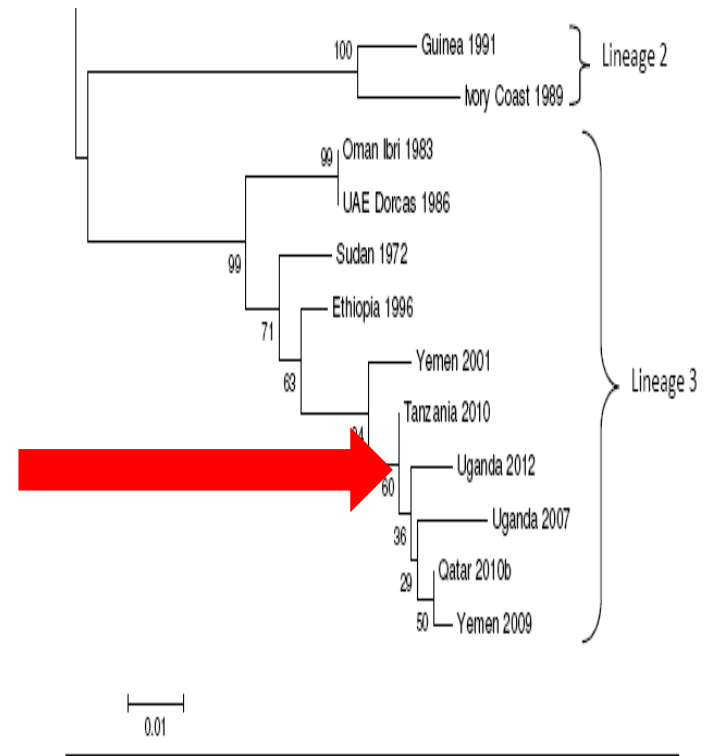 100
Guinea 1991
Lineage 2
Ivory Coast 1989
99
Oman Ibri 1983
UAE Dorcas 1986
99
Sudan 1972
71
Ethiopia 1996
63
Yemen 2001
Lineage 3
Tanzania 2010
60
Uganda 2012
36
Uganda 2007
29
Qatar 2010b
50
Yemen 2009
0.01